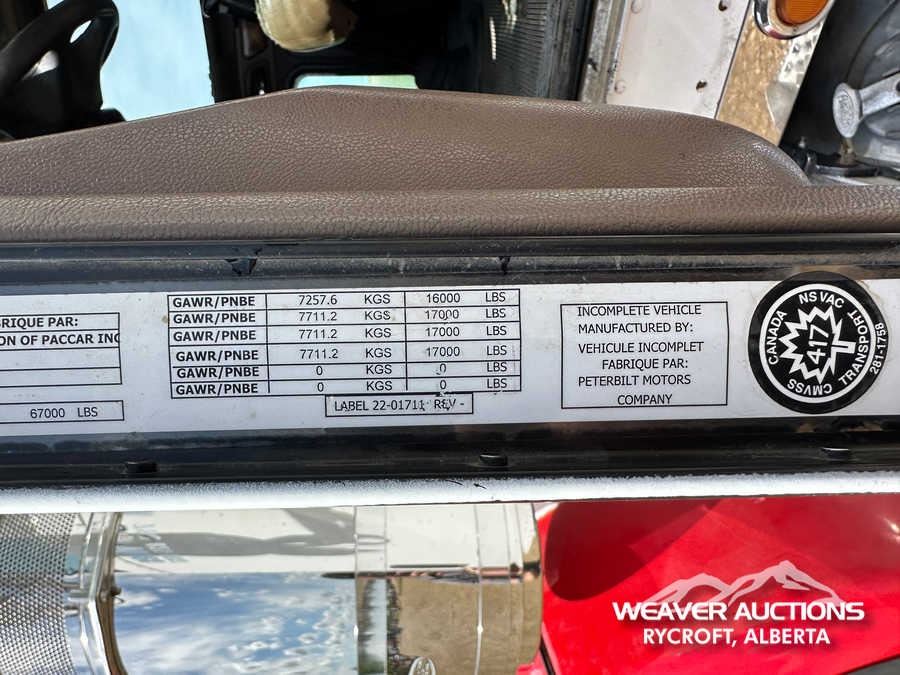 BRIQUE PAR:
ON OF PACCAR INC
67000 LBS
GAWR/PNBE 7257.6 KGS 16000 LBS
GAWR/PNBE 7711.2 KGS 17000 LBS
GAWR/PNBE 7711.2 KGS 17000 LBS
GAWR/PNBE 7711.2 KGS 17000 LBS
GAWR/PNBE 0 KGS 0 LBS
GAWR/PNBE 0 KGS 0 LBS
LABEL 22-01711 REV -
INCOMPLETE VEHICLE
MANUFACTURED BY:
VEHICULE INCOMPLET
FABRIQUE PAR:
PETERBILT MOTORS
COMPANY
CANADA NSVAC
417
CMVSS TRANSPORT
281-1758
WEAVER AUCTIONS
RYCROFT, ALBERTA